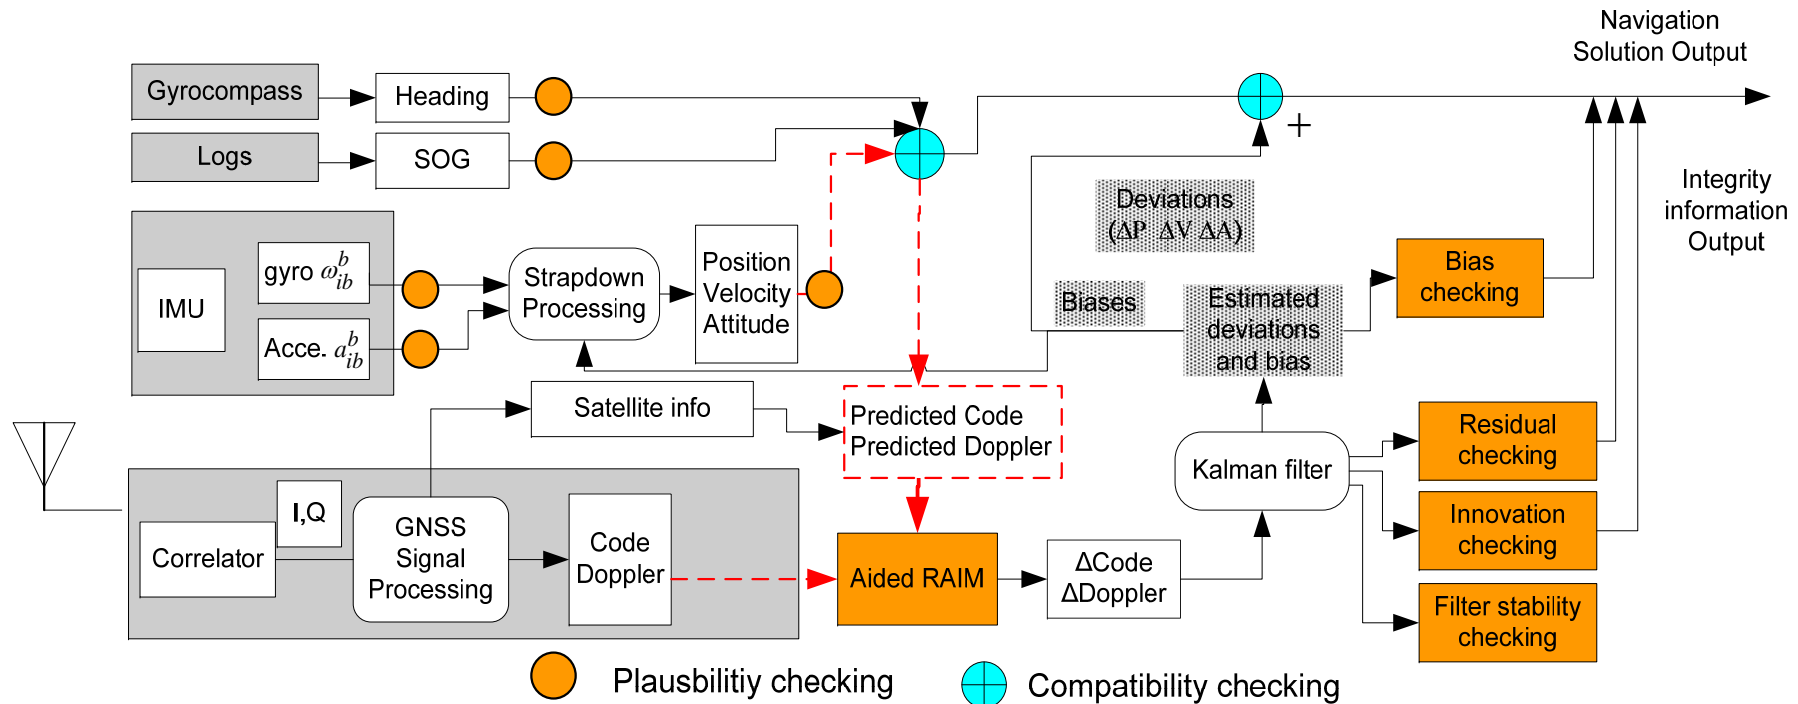 Navigation
Solution Output
Gyrocompass
Heading
Logs
SOG
+
Integrity
information
Output
Deviations
(ΔP ΔV ΔA)
IMU
gyro ω^b_ib
Acce. a^b_ib
Strapdown
Processing
Position
Velocity
Attitude
Biases
Estimated
deviations
and bias
Bias
checking
Satellite info
Predicted Code
Predicted Doppler
Kalman filter
Residual
checking
Innovation
checking
Filter stability
checking
Correlator
I,Q
GNSS
Signal
Processing
Code
Doppler
Aided RAIM
ΔCode
ΔDoppler
Plausbilitiy checking
Compatibility checking